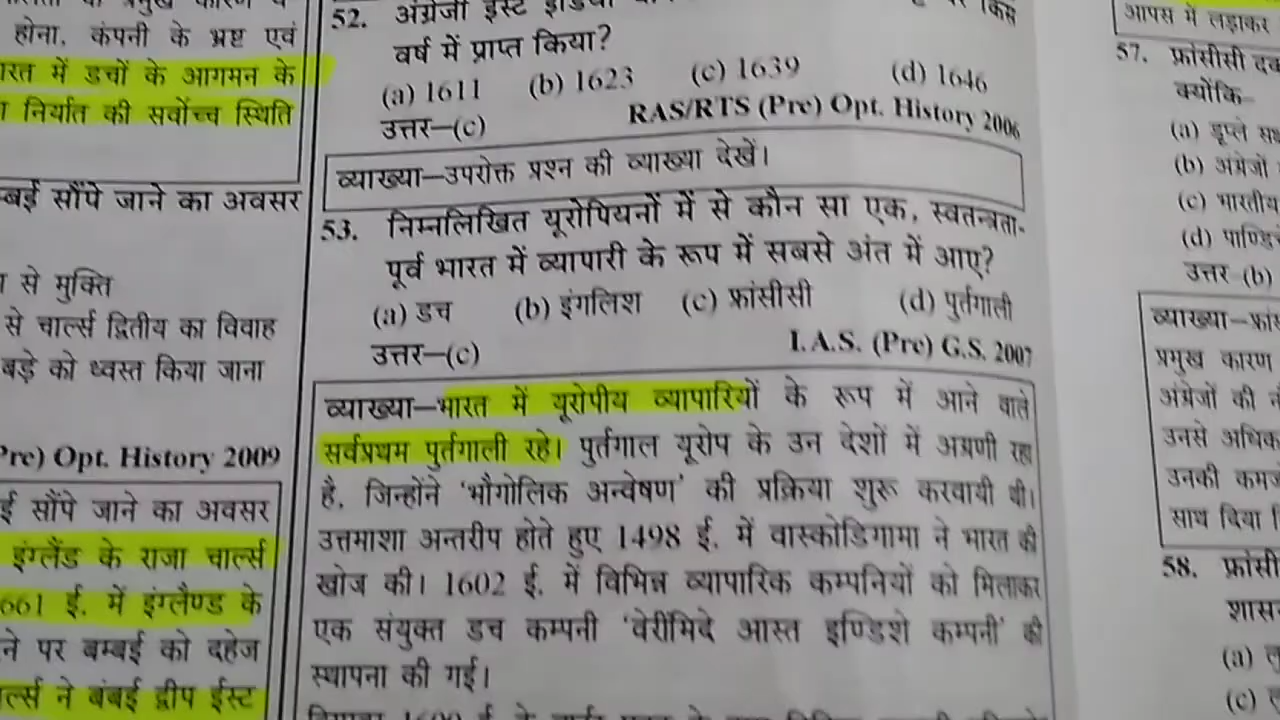 होना, कंपनी के भ्रष्ट एवं
भारत में डचों के आगमन के
निर्यात की सर्वोच्च स्थिति
बम्बई सौंपे जाने का अवसर
से मुक्ति
से चार्ल्स द्वितीय का विवाह
बड़े को ध्वस्त किया जाना
Pre) Opt. History 2009
सौंपे जाने का अवसर
इंग्लैंड के राजा चार्ल्स
661 ई. में इंग्लैण्ड के
पर बम्बई को दहेज
ने बंबई द्वीप ईस्ट
52. अंग्रेजी ईस्ट इंडिया
वर्ष में प्राप्त किया?
(a) 1611 (b) 1623 (c) 1639 (d) 1646
उत्तर–(c) RAS/RTS (Pre) Opt. History 2006
व्याख्या–उपरोक्त प्रश्न की व्याख्या देखें।
53. निम्नलिखित यूरोपियनों में से कौन सा एक, स्वतन्त्रता-
पूर्व भारत में व्यापारी के रूप में सबसे अंत में आए?
(a) डच (b) इंगलिश (c) फ्रांसीसी (d) पुर्तगाली
उत्तर–(c) I.A.S. (Pre) G.S. 2007
व्याख्या–भारत में यूरोपीय व्यापारियों के रूप में आने वाले
सर्वप्रथम पुर्तगाली रहे। पुर्तगाल यूरोप के उन देशों में अग्रणी रहा
है, जिन्होंने 'भौगोलिक अन्वेषण' की प्रक्रिया शुरू करवायी थी।
उत्तमाशा अन्तरीप होते हुए 1498 ई. में वास्कोडिगामा ने भारत की
खोज की। 1602 ई. में विभिन्न व्यापारिक कम्पनियों को मिलाकर
एक संयुक्त डच कम्पनी 'वेरींमिदे आस्त इण्डिशे कम्पनी' की
स्थापना की गई।
आपस में लड़ाकर
57. फ्रांसीसी
क्योंकि–
(a) डूप्ले
(b) अंग्रेजों
(c) भारतीय
(d)
उत्तर (b)
व्याख्या–
प्रमुख कारण
अंग्रेजों की
उनसे अधिक
उनकी
साथ दिया
58.
(a)
(c)